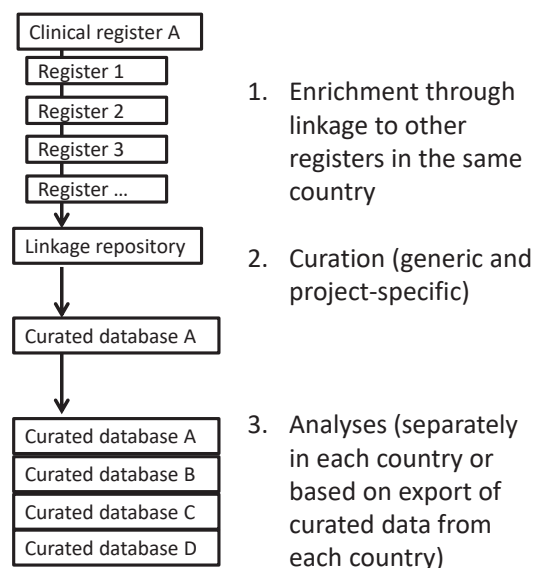 Clinical register A
Register 1
Register 2
Register 3
Register ...
Linkage repository
Curated database A
Curated database A
Curated database B
Curated database C
Curated database D
1. Enrichment through
linkage to other
registers in the same
country
2. Curation (generic and
project-specific)
3. Analyses (separately
in each country or
based on export of
curated data from
each country)